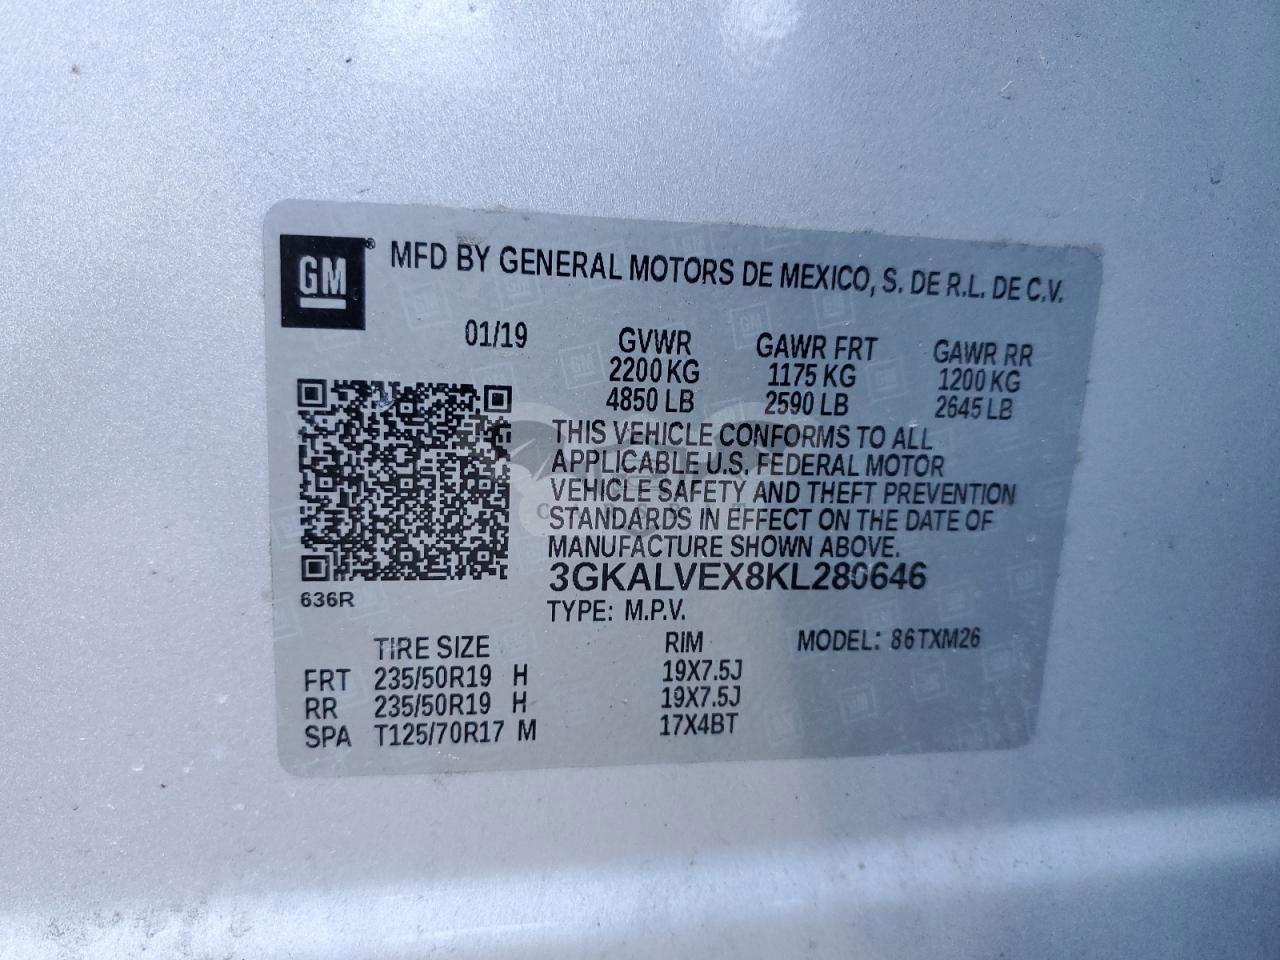 GM ® MFD BY GENERAL MOTORS DE MEXICO, S. DE R.L. DE C.V.
01/19 GVWR GAWR FRT GAWR RR
2200 KG 1175 KG 1200 KG
4850 LB 2590 LB 2645 LB
THIS VEHICLE CONFORMS TO ALL
APPLICABLE U.S. FEDERAL MOTOR
VEHICLE SAFETY AND THEFT PREVENTION
STANDARDS IN EFFECT ON THE DATE OF
MANUFACTURE SHOWN ABOVE.
3GKALVEX8KL280646
636R
TYPE: M.P.V.
TIRE SIZE RIM MODEL: 86TXM26
FRT 235/50R19 H 19X7.5J
RR 235/50R19 H 19X7.5J
SPA T125/70R17 M 17X4BT